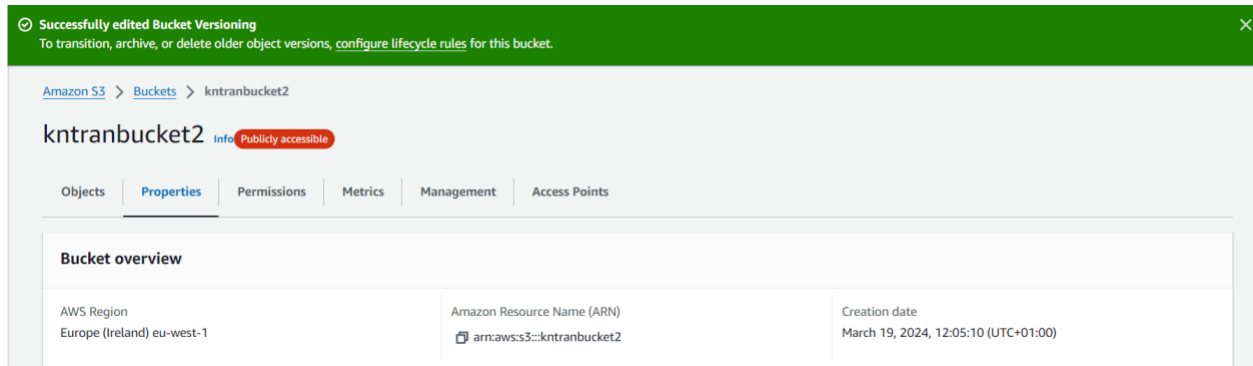 Successfully edited Bucket Versioning
To transition, archive, or delete older object versions, configure lifecycle rules for this bucket.
Amazon S3 > Buckets > kntranbucket2
kntranbucket2 Info Publicly accessible
Objects Properties Permissions Metrics Management Access Points
Bucket overview
AWS Region Amazon Resource Name (ARN) Creation date
Europe (Ireland) eu-west-1 arn:aws:s3:::kntranbucket2 March 19, 2024, 12:05:10 (UTC+01:00)